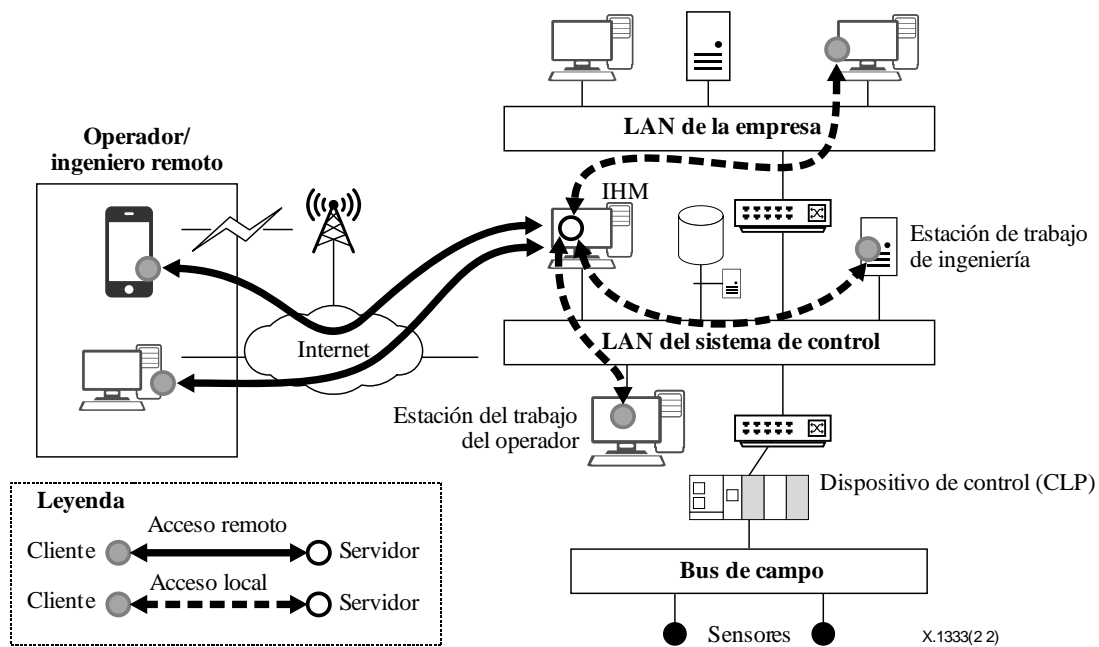 LAN de la empresa
Operador/
ingeniero remoto
IHM
Estación de trabajo
de ingeniería
Internet
LAN del sistema de control
Estación del trabajo
del operador
Dispositivo de control (CLP)
Leyenda
Acceso remoto
Cliente
Servidor
Acceso local
Cliente
Servidor
Bus de campo
Sensores
X.1333(2 2)